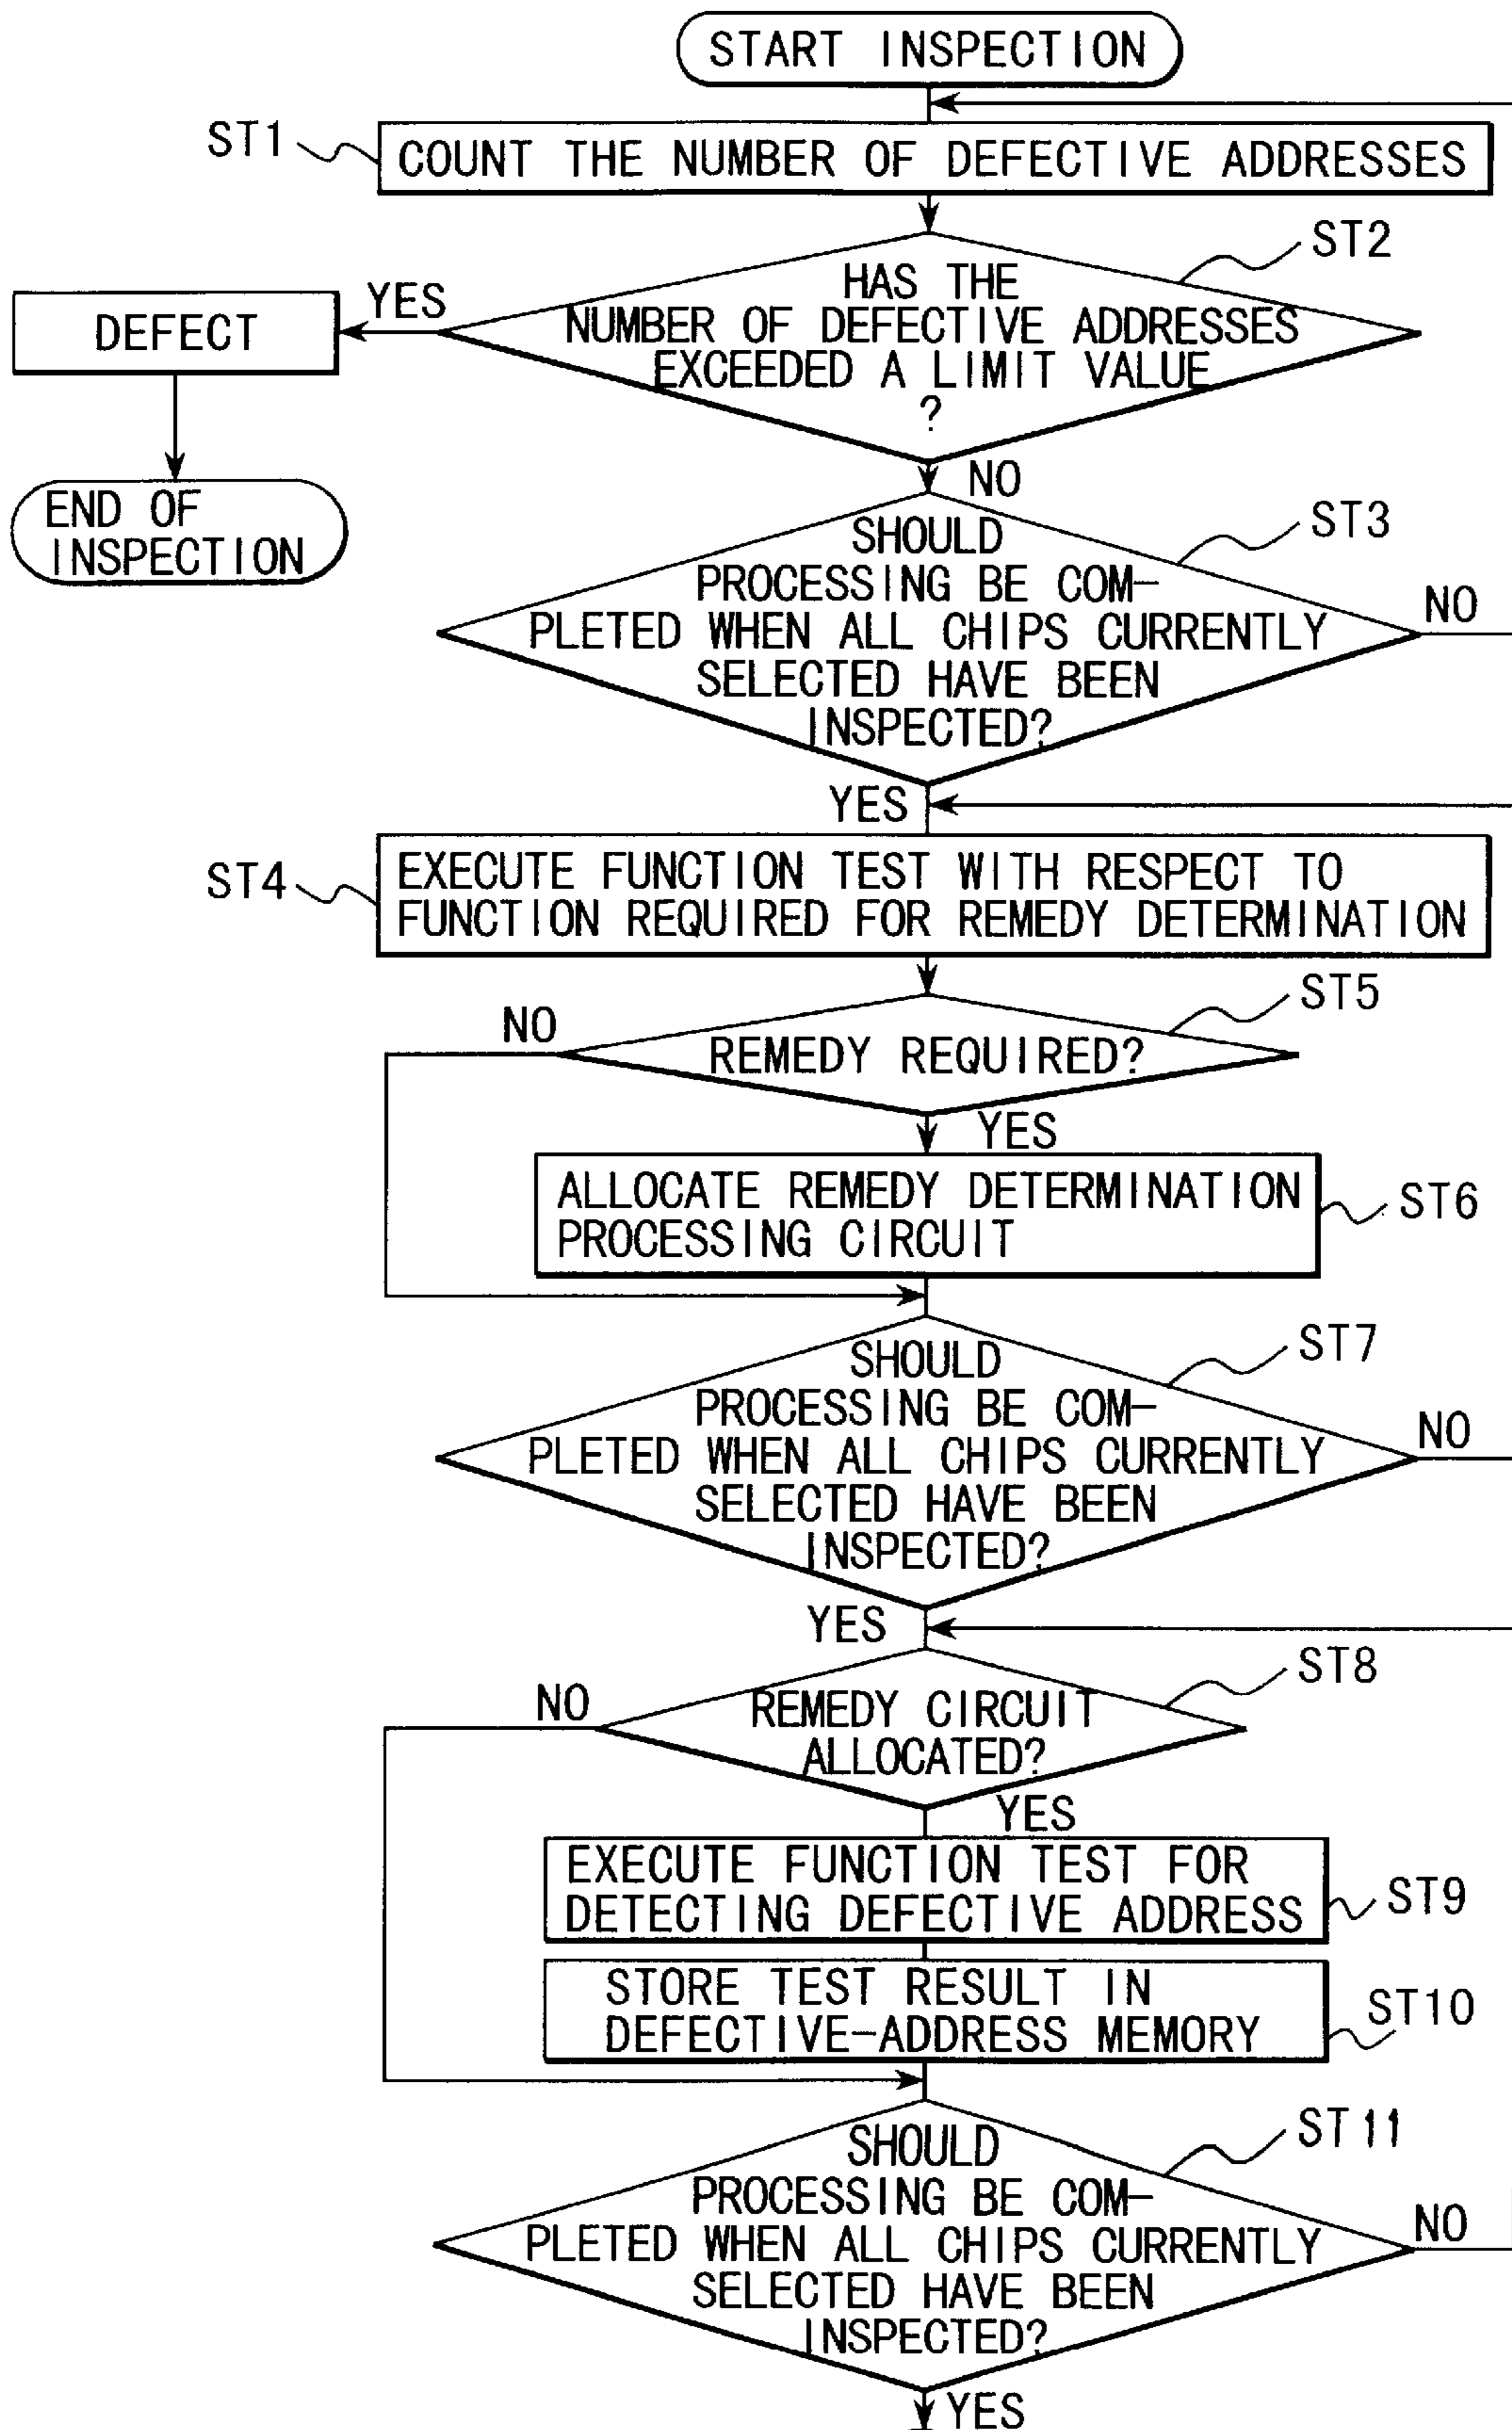 START INSPECTION
ST1
COUNT THE NUMBER OF DEFECTIVE ADDRESSES
ST2
HAS THE
NUMBER OF DEFECTIVE ADDRESSES
EXCEEDED A LIMIT VALUE
?
YES
DEFECT
END OF
INSPECTION
NO
ST3
SHOULD
PROCESSING BE COM-
PLETED WHEN ALL CHIPS CURRENTLY
SELECTED HAVE BEEN
INSPECTED?
NO
YES
ST4
EXECUTE FUNCTION TEST WITH RESPECT TO
FUNCTION REQUIRED FOR REMEDY DETERMINATION
ST5
NO
REMEDY REQUIRED?
YES
ALLOCATE REMEDY DETERMINATION
PROCESSING CIRCUIT
ST6
ST7
SHOULD
PROCESSING BE COM-
PLETED WHEN ALL CHIPS CURRENTLY
SELECTED HAVE BEEN
INSPECTED?
NO
YES
ST8
NO
REMEDY CIRCUIT
ALLOCATED?
YES
EXECUTE FUNCTION TEST FOR
DETECTING DEFECTIVE ADDRESS
ST9
STORE TEST RESULT IN
DEFECTIVE-ADDRESS MEMORY
ST10
ST11
SHOULD
PROCESSING BE COM-
PLETED WHEN ALL CHIPS CURRENTLY
SELECTED HAVE BEEN
INSPECTED?
NO
YES